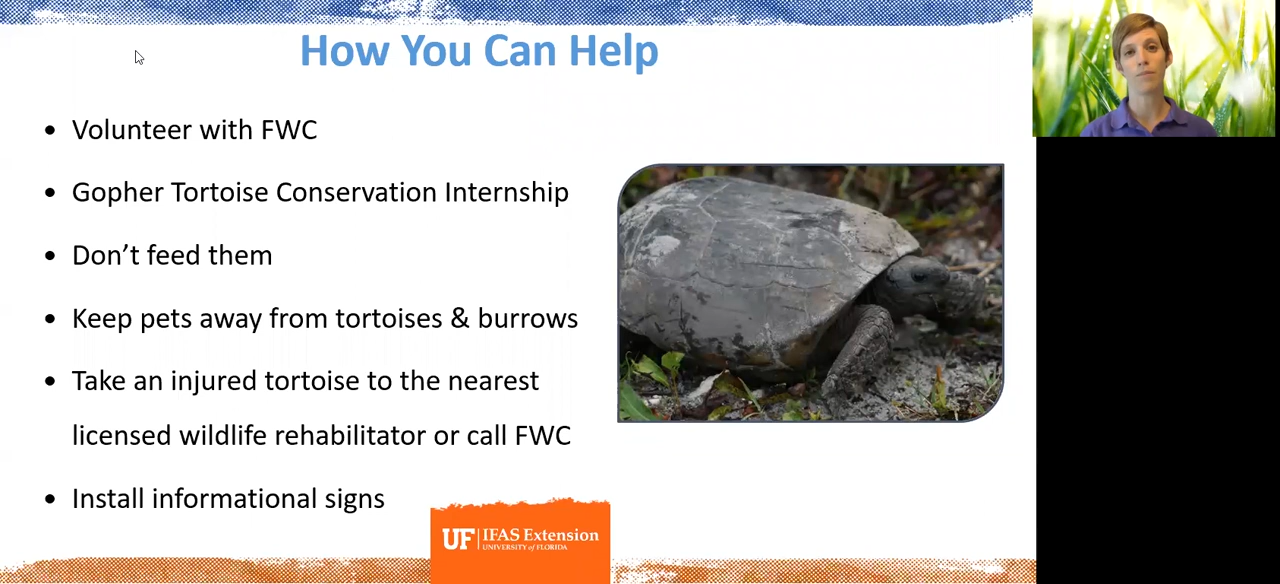 How You Can Help
• Volunteer with FWC
• Gopher Tortoise Conservation Internship
• Don’t feed them
• Keep pets away from tortoises & burrows
• Take an injured tortoise to the nearest
licensed wildlife rehabilitator or call FWC
• Install informational signs
UF | IFAS Extension
UNIVERSITY of FLORIDA